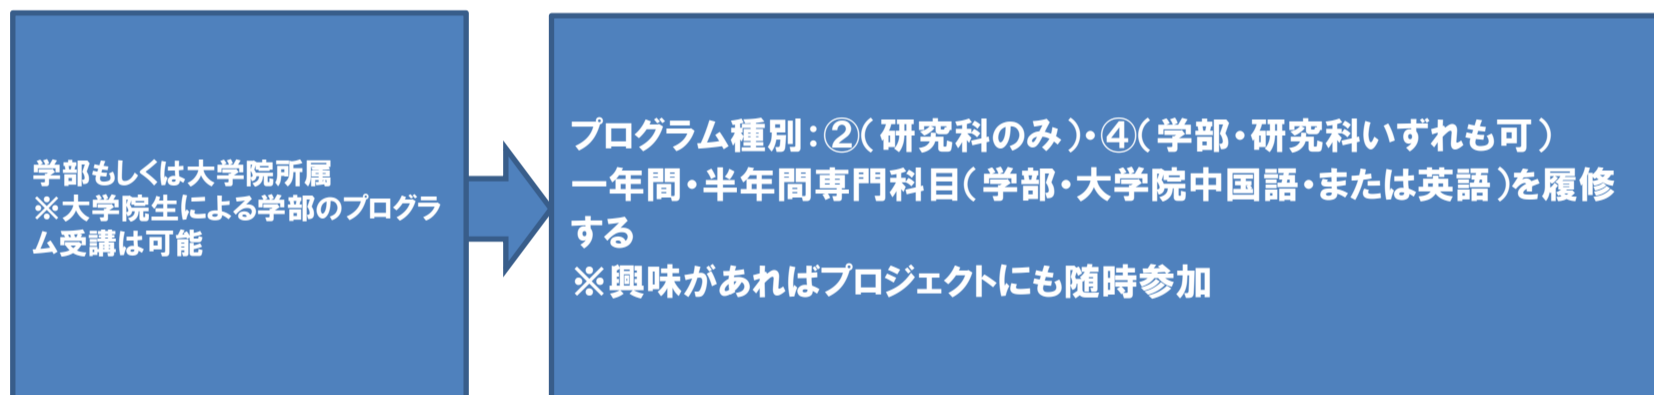 学部もしくは大学院所属
※大学院生による学部のプログラ
ム受講は可能
プログラム種別：②（研究科のみ）・④（学部・研究科いずれも可）
一年間・半年間専門科目（学部・大学院中国語・または英語）を履修
する
※興味があればプロジェクトにも随時参加